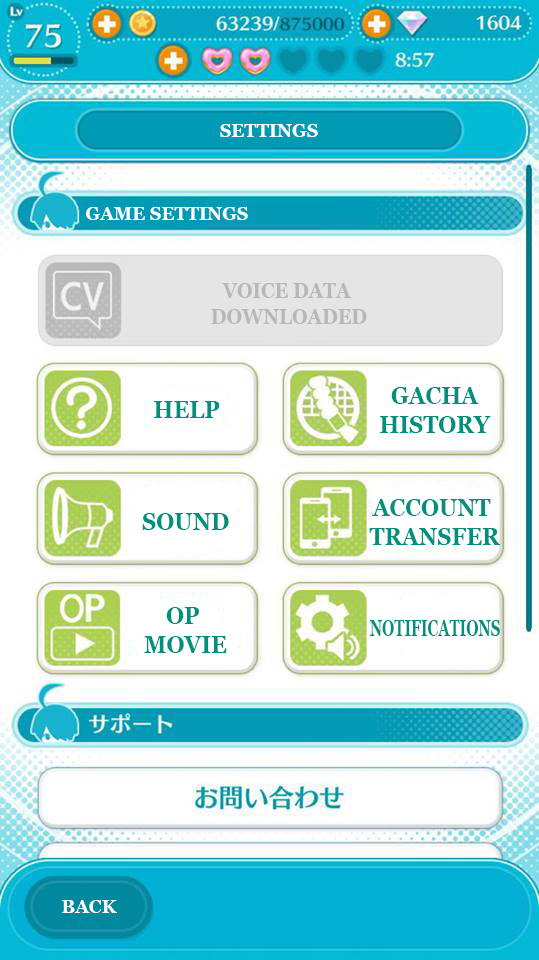 Lv
75
63239/875000
1604
8:57
SETTINGS
GAME SETTINGS
CV
VOICE DATA
DOWNLOADED
HELP
GACHA
HISTORY
SOUND
ACCOUNT
TRANSFER
OP
OP
MOVIE
NOTIFICATIONS
サポート
お問い合わせ
BACK